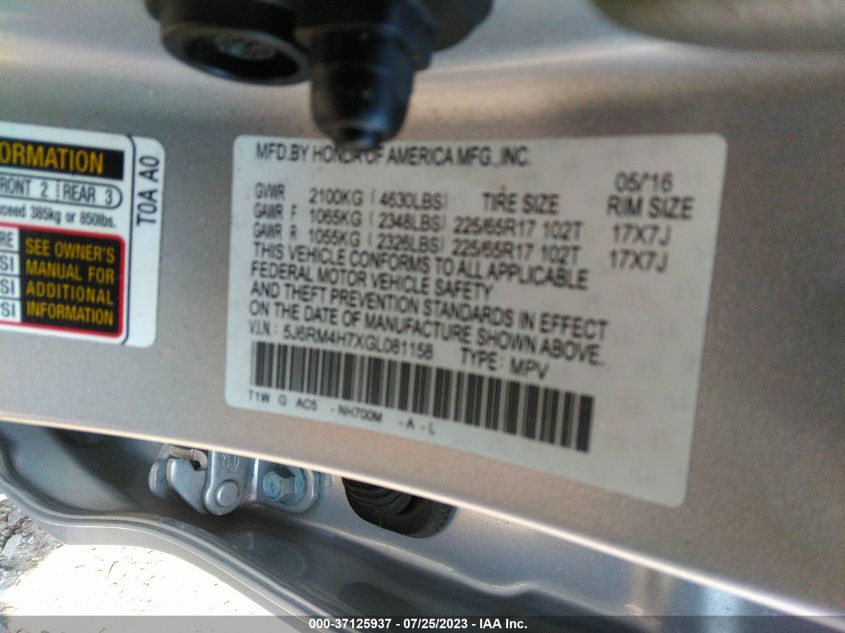 ORMATION
FRONT 2 REAR 3
xceed 385kg or 850lbs.
RE
SI
SI
PSI
SEE OWNER'S
MANUAL FOR
ADDITIONAL
INFORMATION
T0A A0
MFD.BY HONDA OF AMERICA MFG.,INC.
05/'16
GVWR 2100KG (4630LBS) TIRE SIZE RIM SIZE
GAWR F 1065KG (2348LBS) 225/65R17 102T 17X7J
GAWR R 1055KG (2326LBS) 225/65R17 102T 17X7J
THIS VEHICLE CONFORMS TO ALL APPLICABLE
FEDERAL MOTOR VEHICLE SAFETY
AND THEFT PREVENTION STANDARDS IN EFFECT
ON THE DATE OF MANUFACTURE SHOWN ABOVE.
V.I.N.: 5J6RM4H7XGL081158 TYPE: MPV
T1W G AC5 -NH700M -A-L
000-37125937 - 07/25/2023 - IAA Inc.